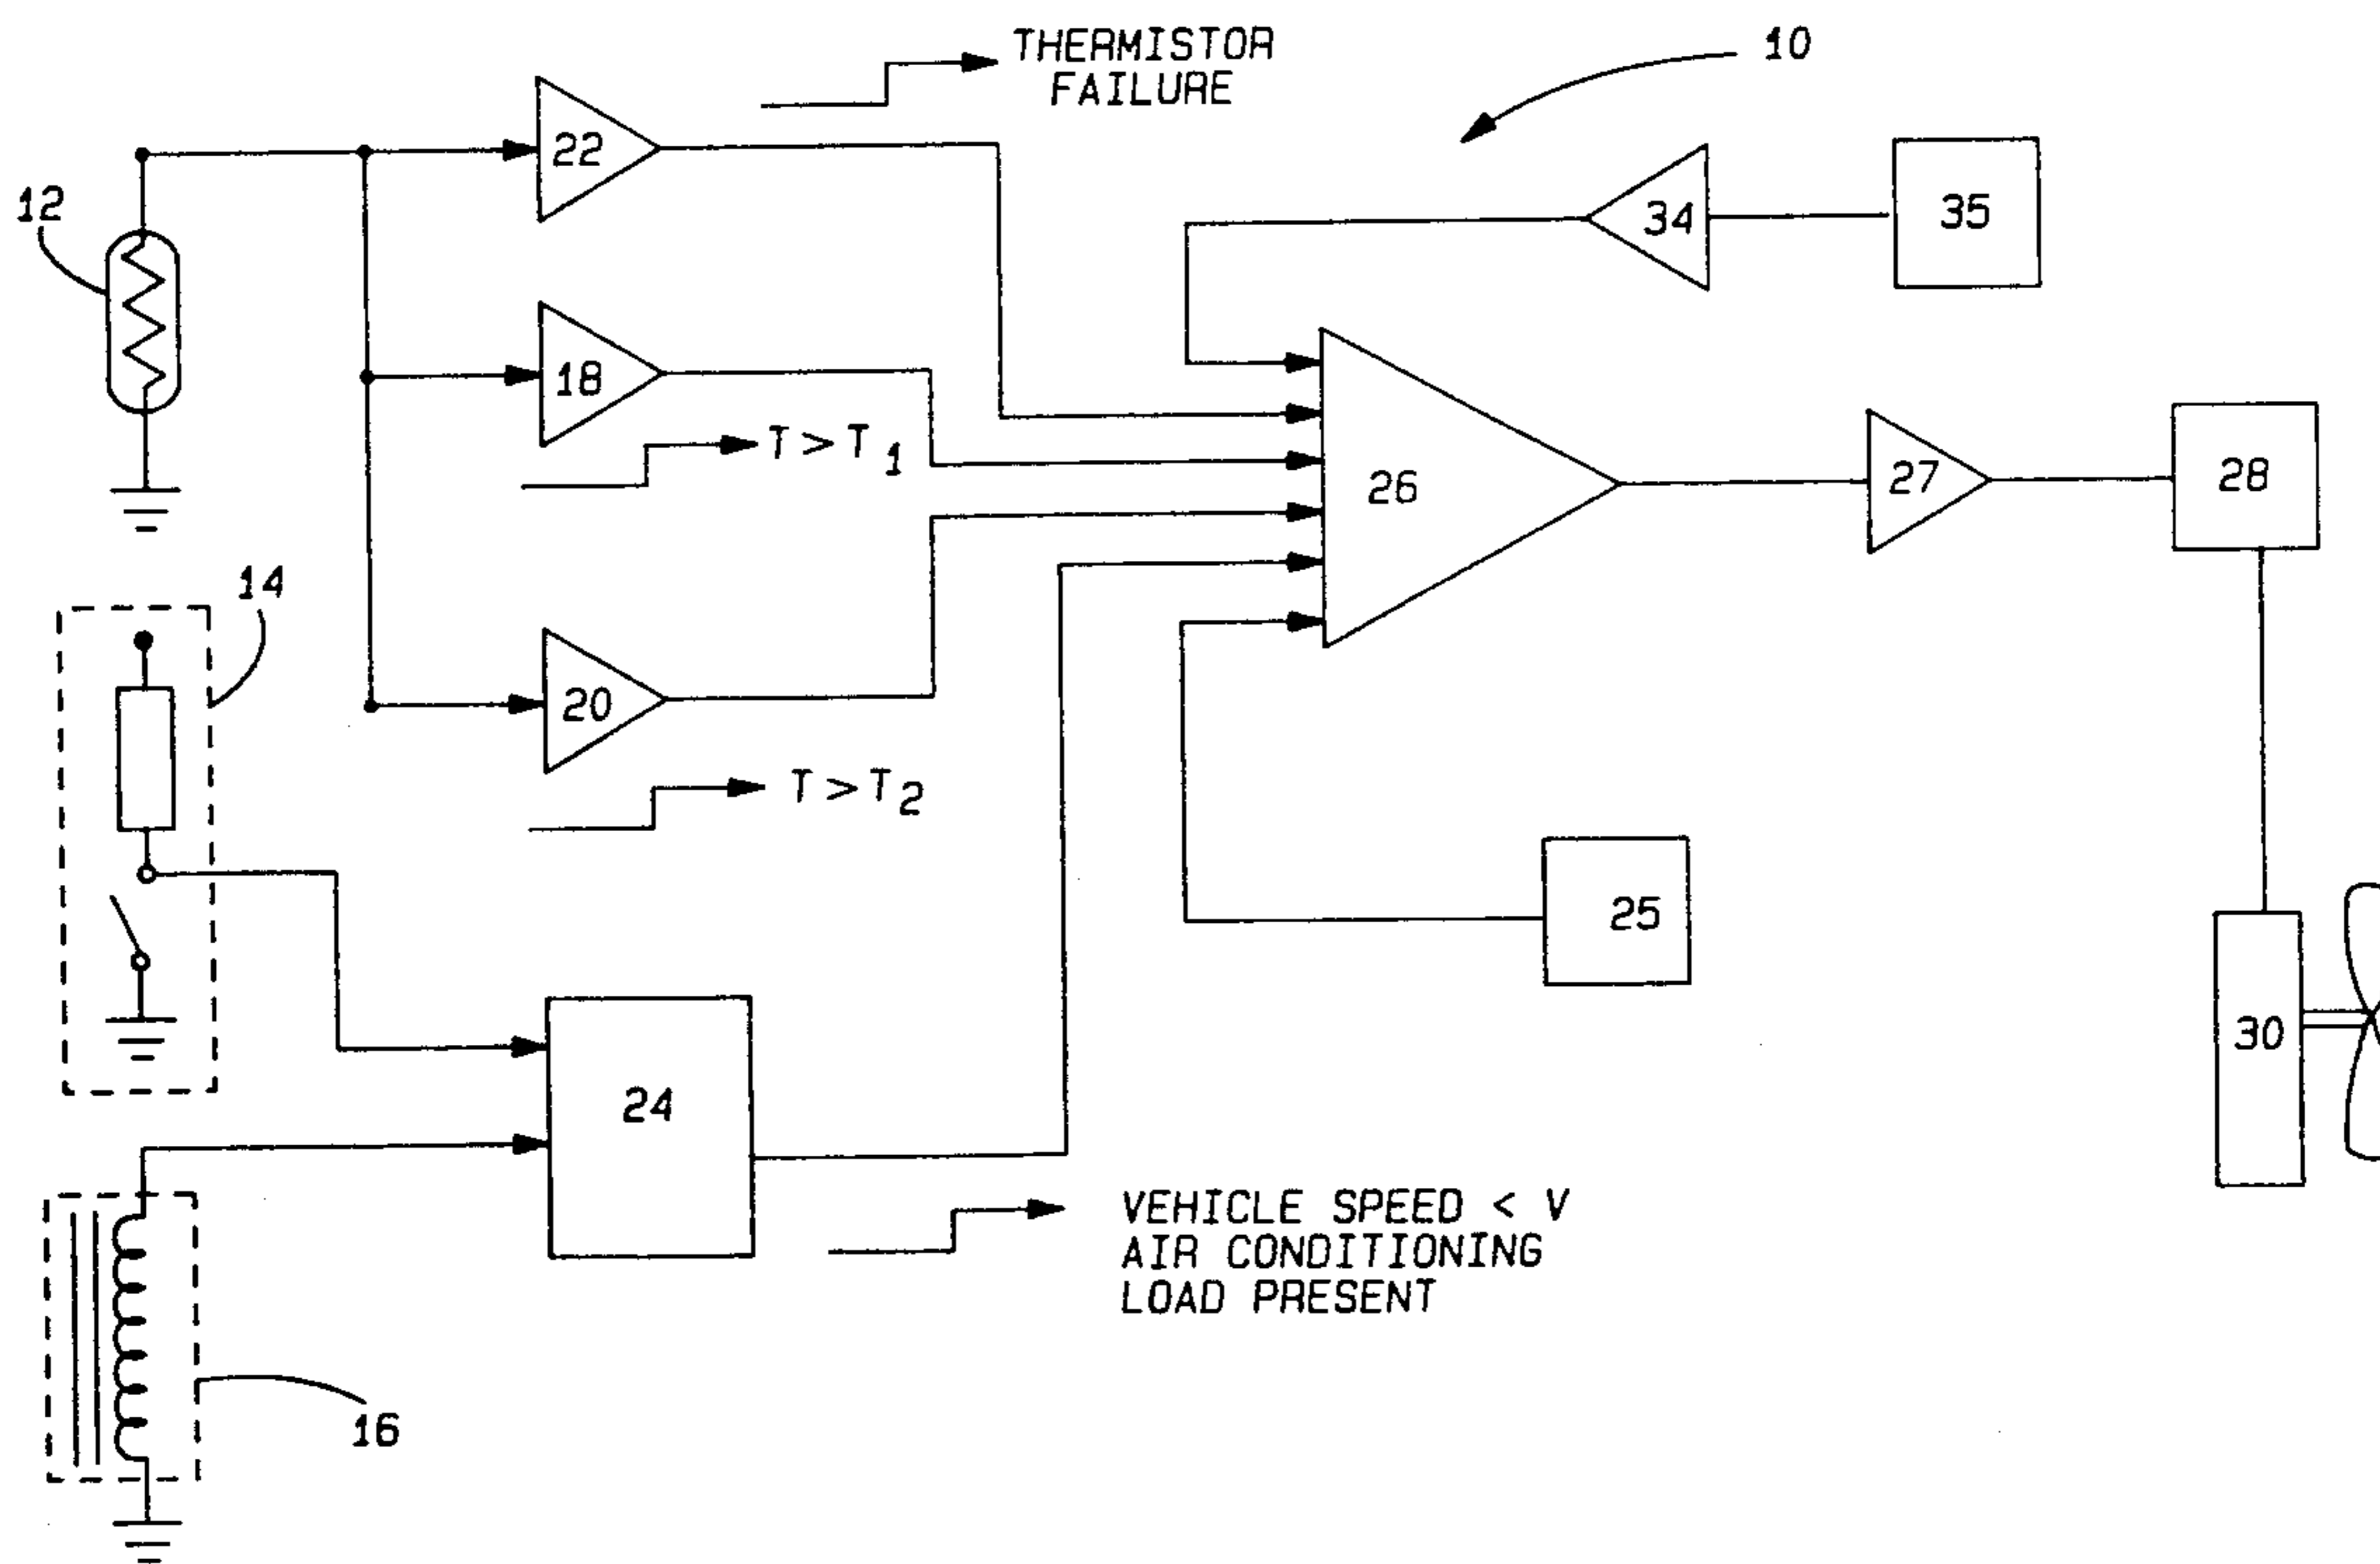 THERMISTOR
FAILURE
10
22
12
34
35
18
T > T1
26
27
28
14
20
T > T2
25
30
24
VEHICLE SPEED < V
AIR CONDITIONING
LOAD PRESENT
16